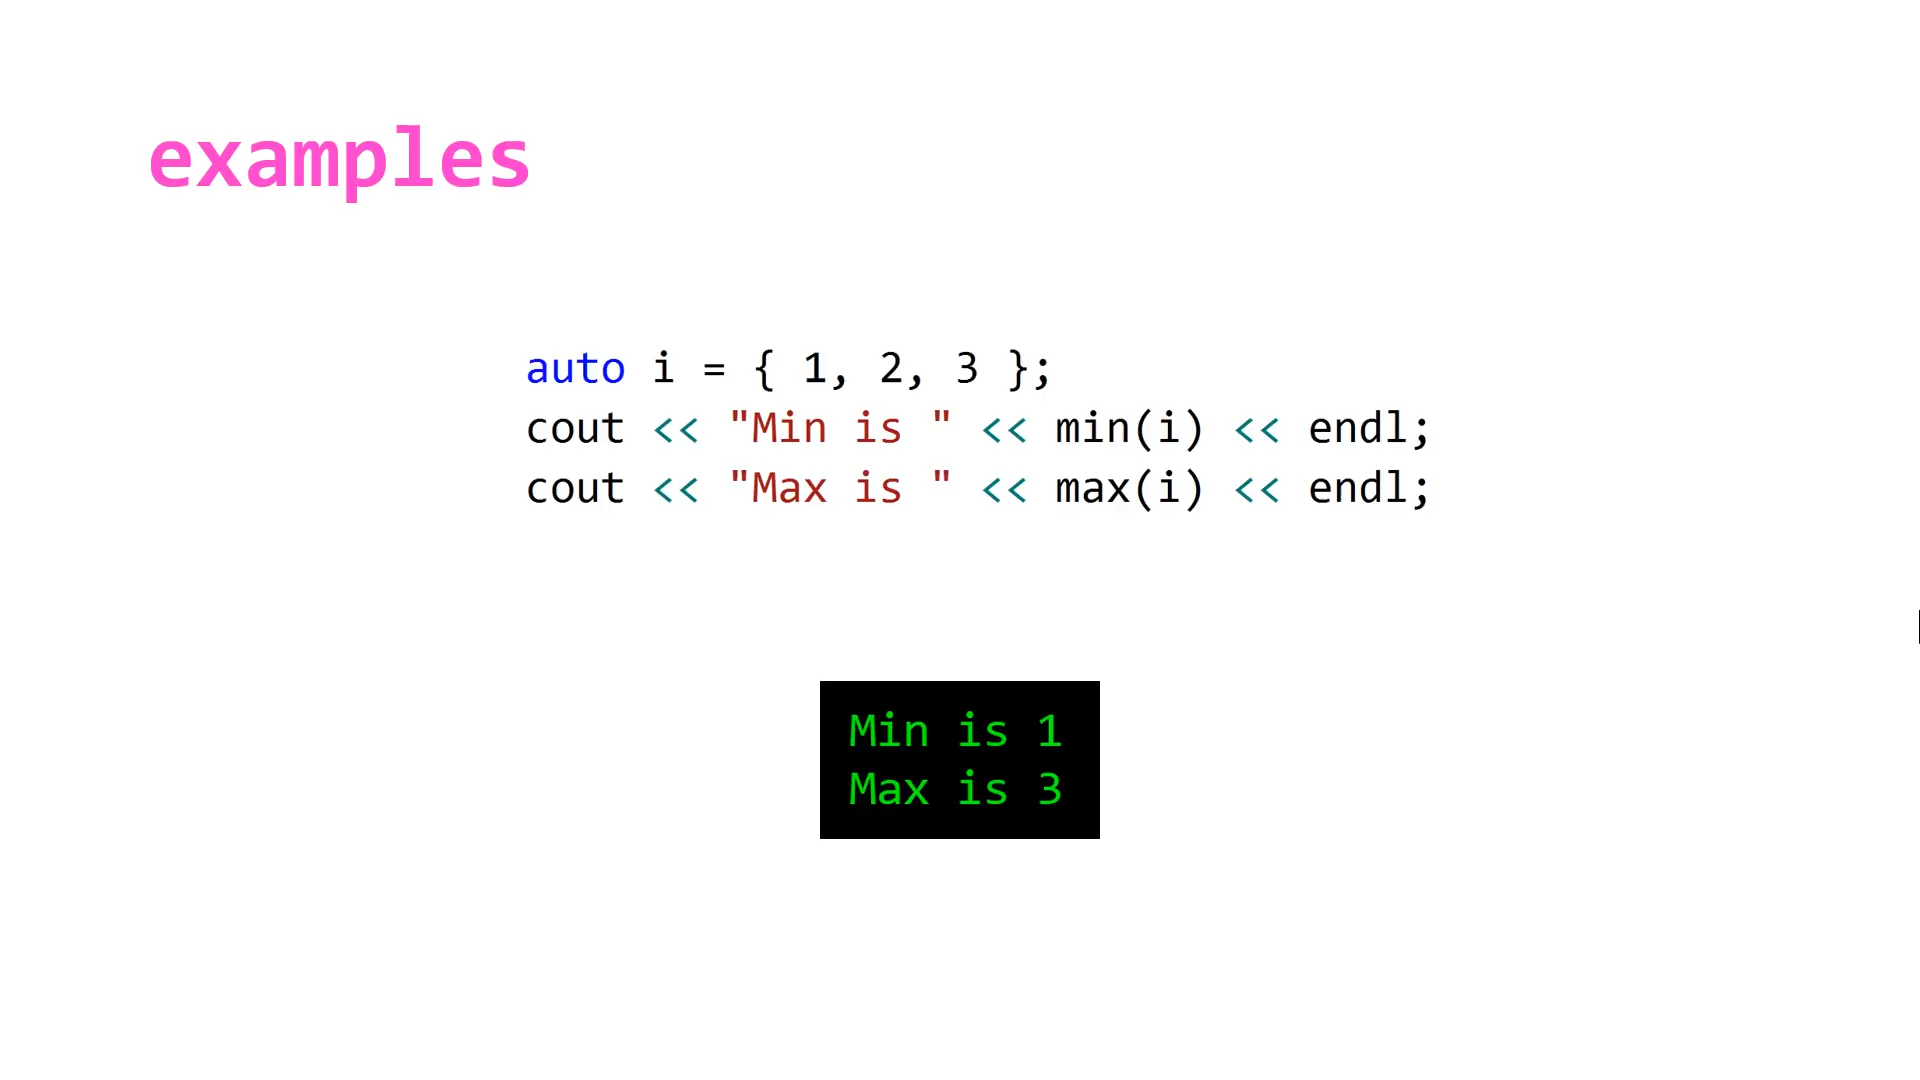 examples
auto i = { 1, 2, 3 };
cout << "Min is " << min(i) << endl;
cout << "Max is " << max(i) << endl;
Min is 1
Max is 3